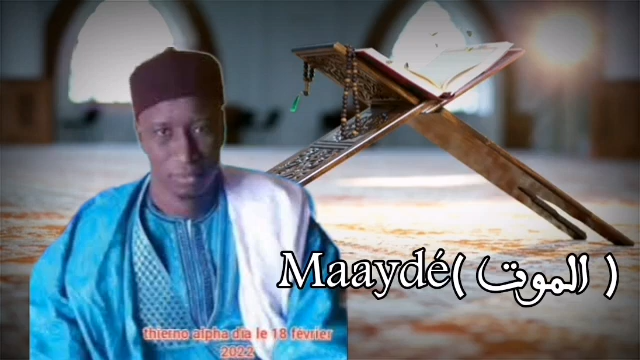 Maaydé( الموت )
thierno alpha dia le 18 février
2022